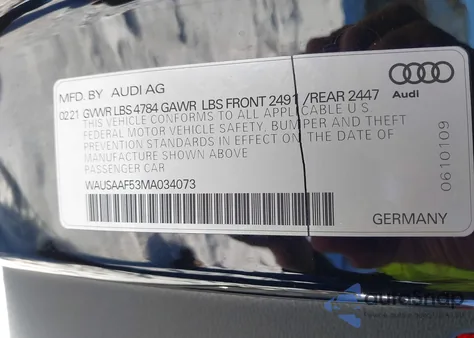 MFD. BY AUDI AG
02 21 GVWR LBS 4784 GAWR LBS FRONT 2491 /REAR 2447
THIS VEHICLE CONFORMS TO ALL APPLICABLE U S
FEDERAL MOTOR VEHICLE SAFETY, BUMPER AND THEFT
PREVENTION STANDARDS IN EFFECT ON THE DATE OF
MANUFACTURE SHOWN ABOVE
PASSENGER CAR
WAUSAAF53MA034073
Audi
0610109
GERMANY
autoSnap